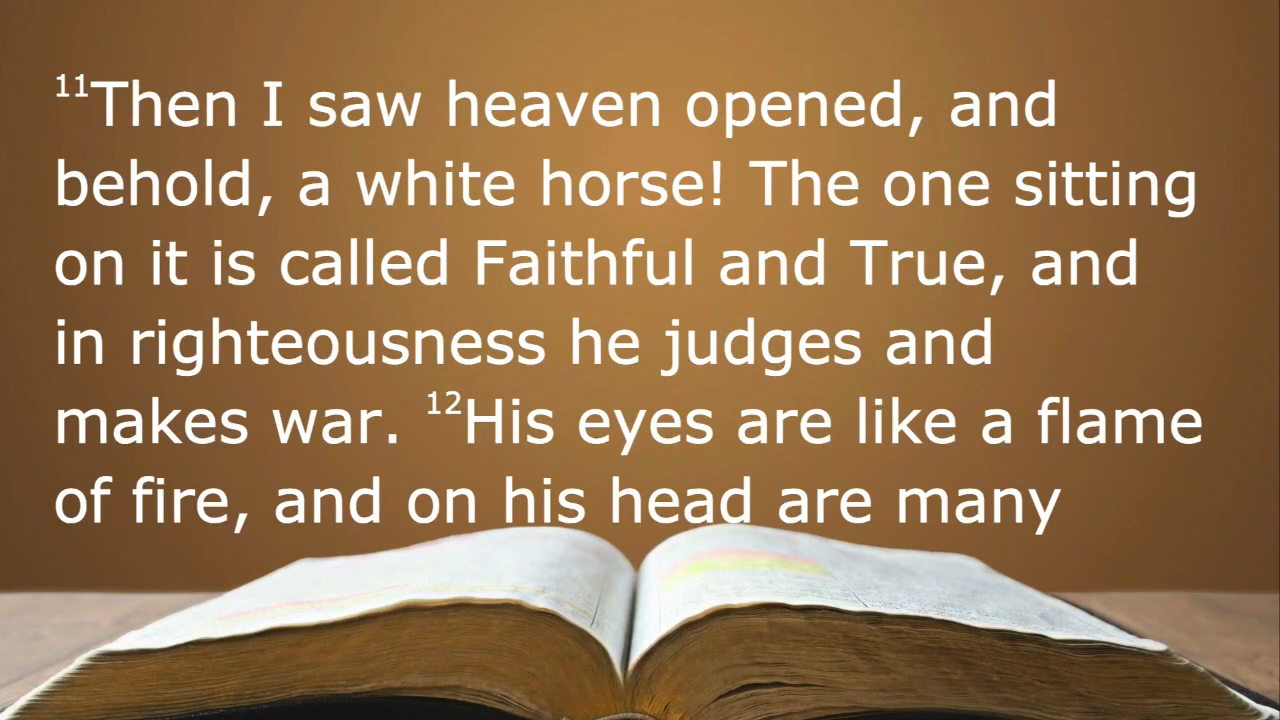 11Then I saw heaven opened, and
behold, a white horse! The one sitting
on it is called Faithful and True, and
in righteousness he judges and
makes war. 12His eyes are like a flame
of fire, and on his head are many